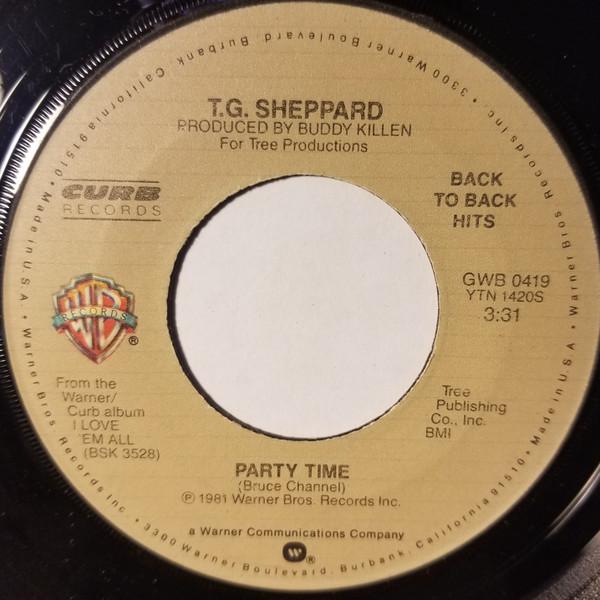 T.G. SHEPPARD
PRODUCED BY BUDDY KILLEN
For Tree Productions
CURB
RECORDS
BACK
TO BACK
HITS
GWB 0419
YTN 1420S
3:31
WB
RECORDS
®
From the
Warner/
Curb album
I LOVE
'EM ALL
(BSK 3528)
Tree
Publishing
Co., Inc.
BMI
PARTY TIME
(Bruce Channel)
℗ 1981 Warner Bros. Records Inc.
a Warner Communications Company
W ®
Warner Bros. Records Inc. • 3300 Warner Boulevard, Burbank, California 91510 • Made in U.S.A. •
Warner Bros. Records Inc. • 3300 Warner Boulevard, Burbank, California 91510 • Made in U.S.A. •